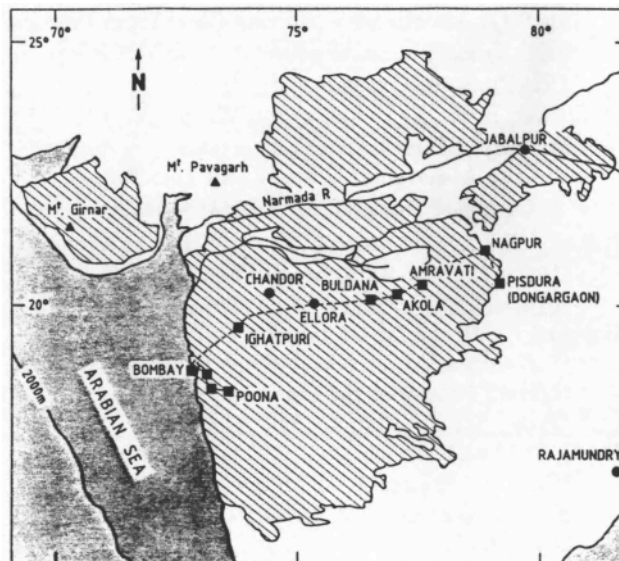 70°
75°
80°
25°
N
JABALPUR
Mt. Pavagarh
Narmada R
Mt. Girnar
NAGPUR
AMRAVATI
CHANDOR
BULDANA
PISDURA
(DONGARGAON)
20°
ELLORA
AKOLA
IGHATPURI
BOMBAY
POONA
2000m
ARABIAN SEA
RAJAMUNDRY